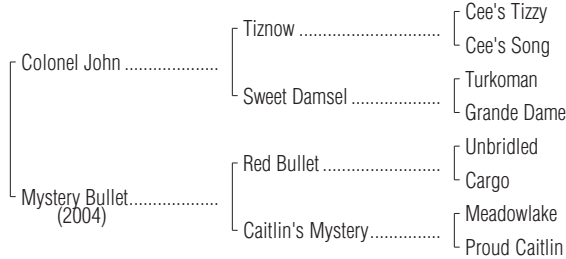 Cee's Tizzy
Tiznow ............................
Cee's Song
Colonel John ...................
Turkoman
Sweet Damsel ..................
Grande Dame
Unbridled
Red Bullet ........................
Cargo
Mystery Bullet..................
(2004)
Meadowlake
Caitlin's Mystery..............
Proud Caitlin